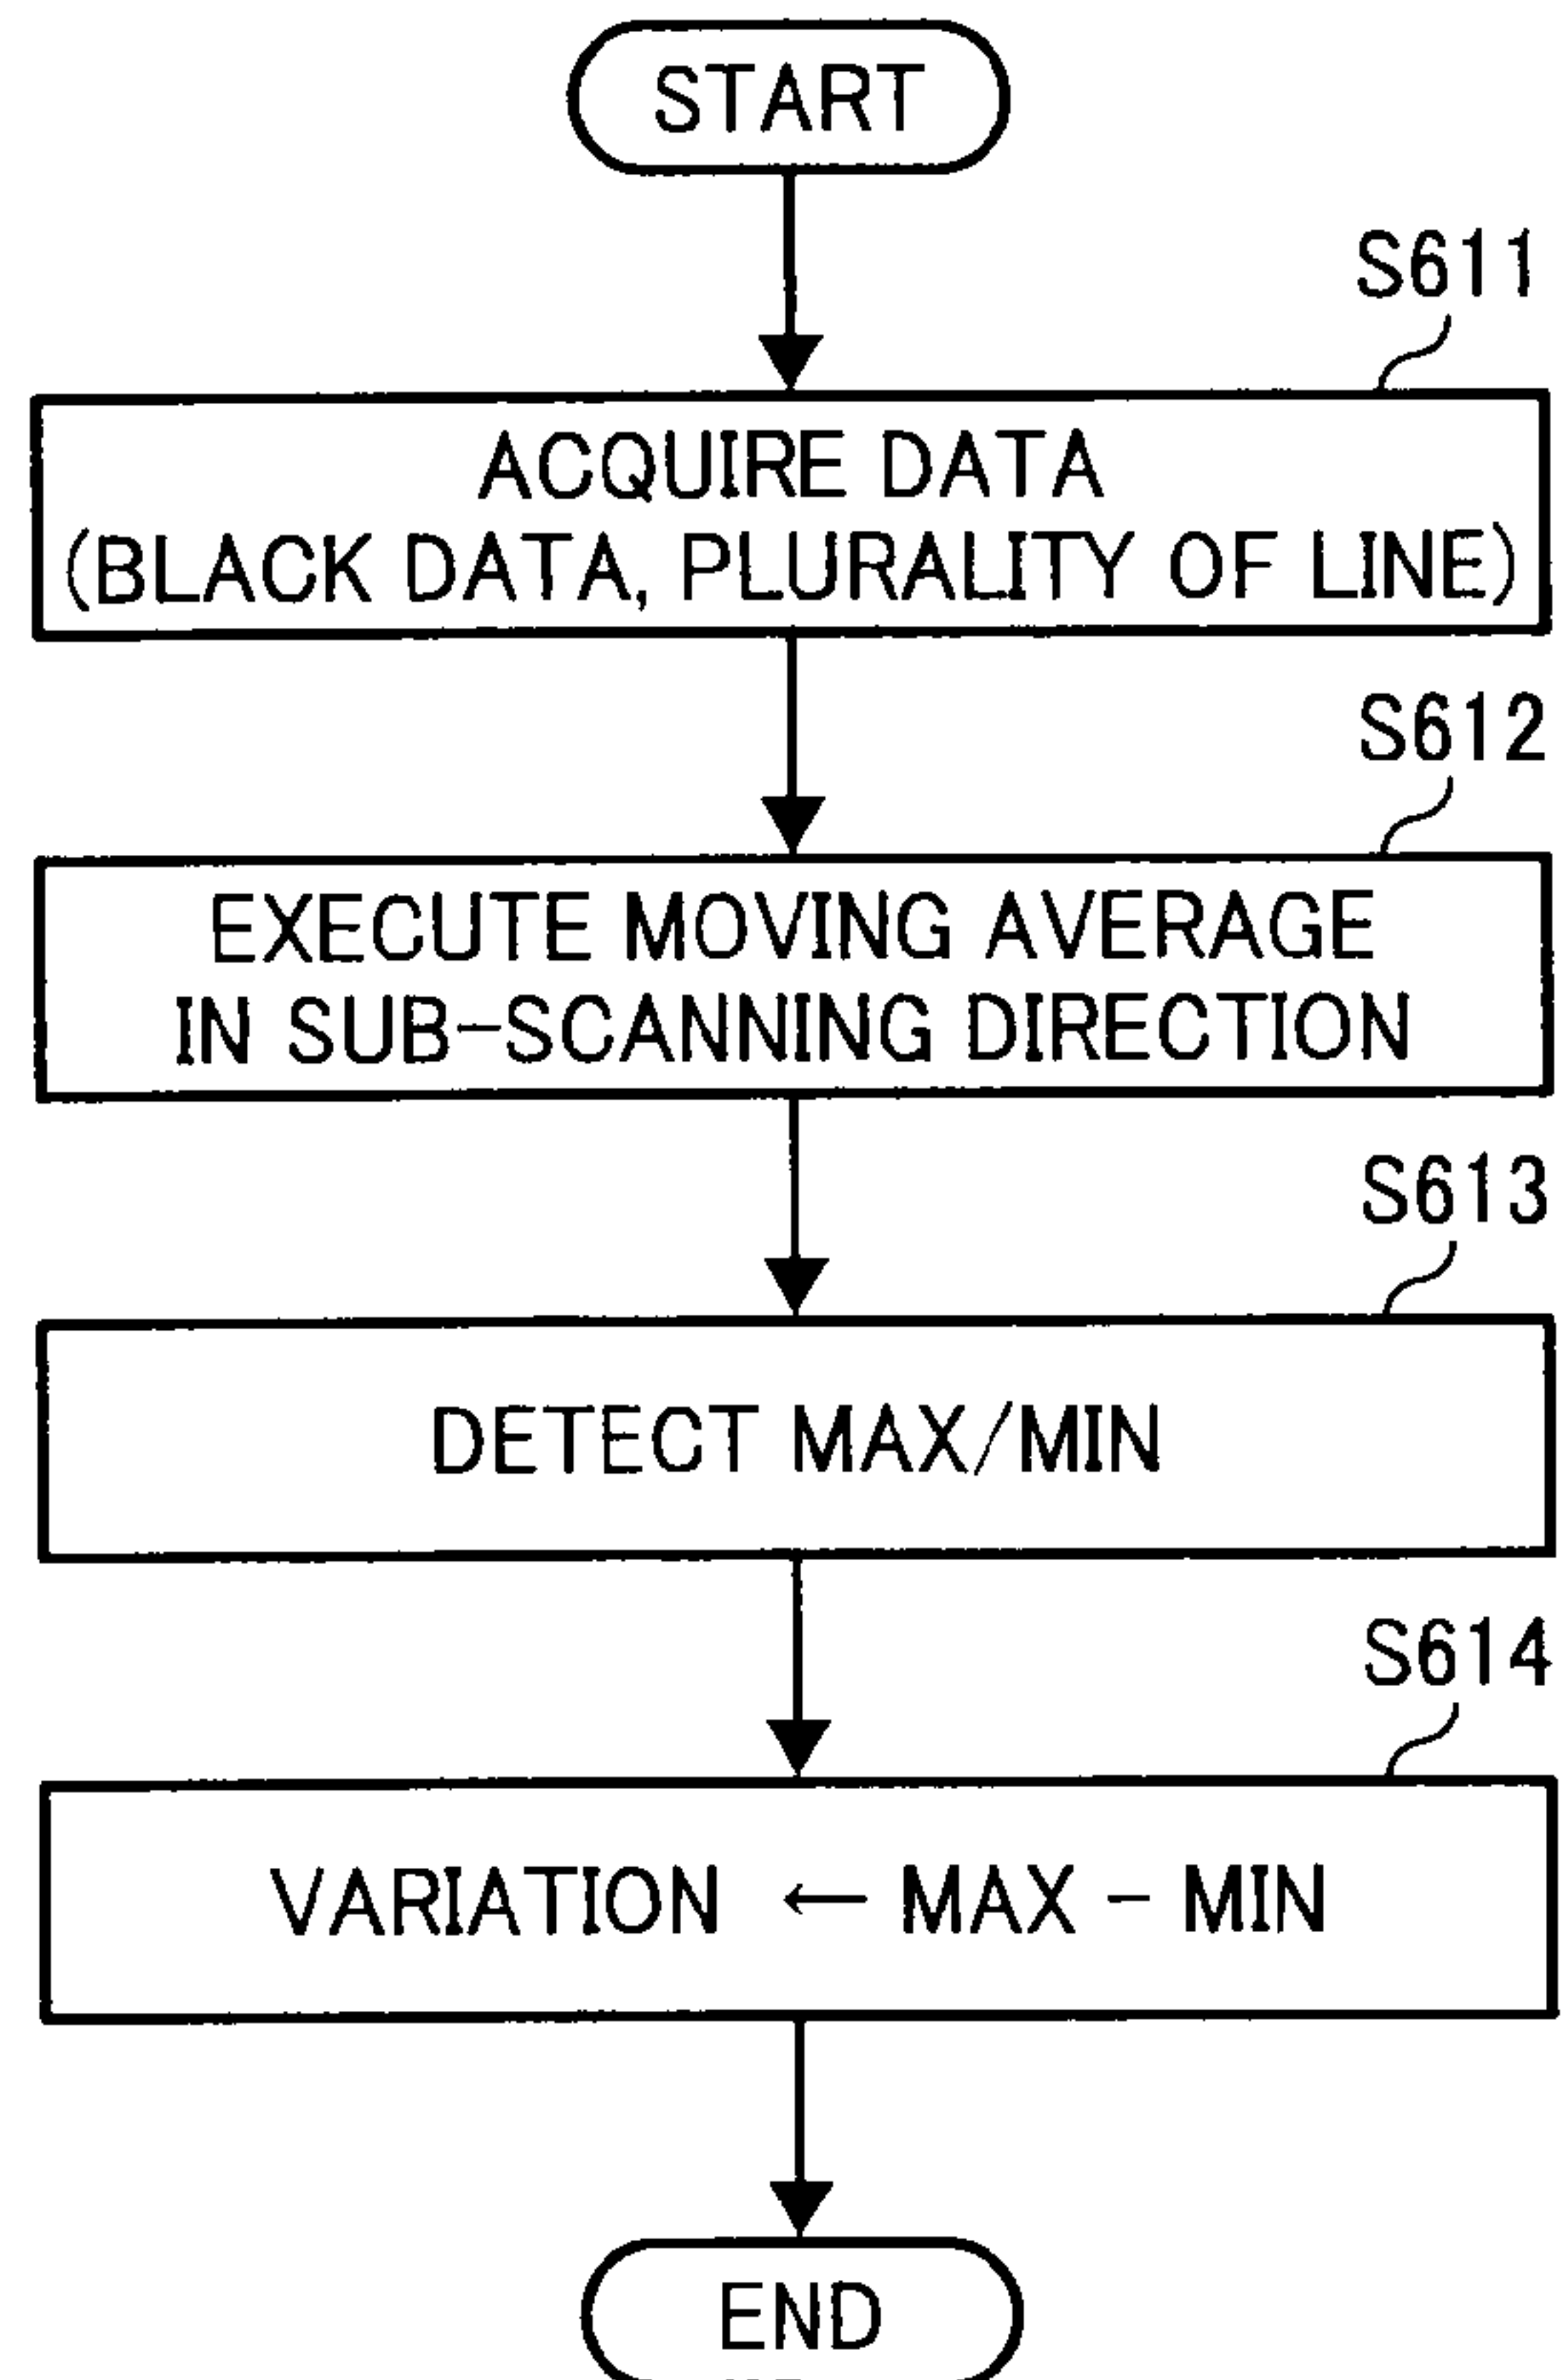 START
S611
ACQUIRE DATA
(BLACK DATA, PLURALITY OF LINE)
S612
EXECUTE MOVING AVERAGE
IN SUB-SCANNING DIRECTION
S613
DETECT MAX/MIN
S614
VARIATION ← MAX - MIN
END